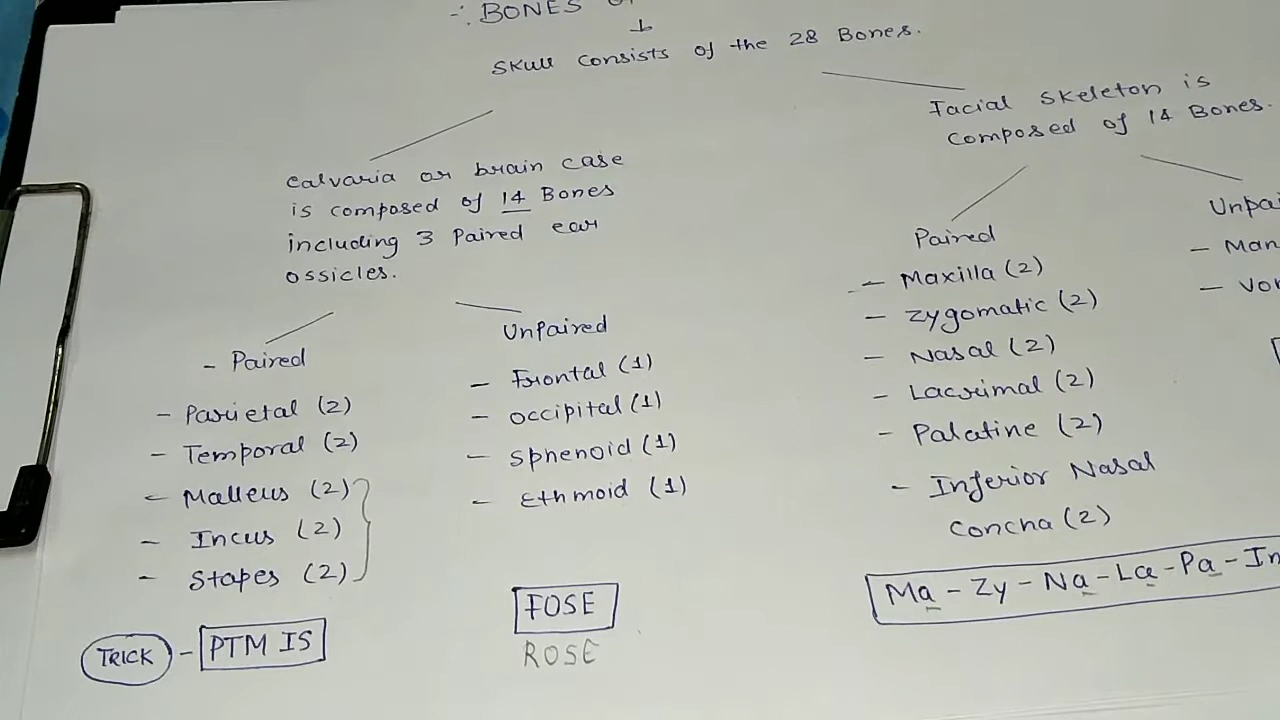 ∴ BONES
Skull consists of the 28 Bones.
Calvaria or brain case
is composed of 14 Bones
including 3 Paired ear
ossicles.
- Paired
- Parietal (2)
- Temporal (2)
- Malleus (2)
- Incus (2)
- Stapes (2)
TRICK - PTM IS
Unpaired
- Frontal (1)
- Occipital (1)
- Sphenoid (1)
- Ethmoid (1)
FOSE
ROSE
Facial Skeleton is
composed of 14 Bones.
Paired
- Maxilla (2)
- Zygomatic (2)
- Nasal (2)
- Lacrimal (2)
- Palatine (2)
- Inferior Nasal
Concha (2)
Ma - Zy - Na - La - Pa - In
Unpai
- Man